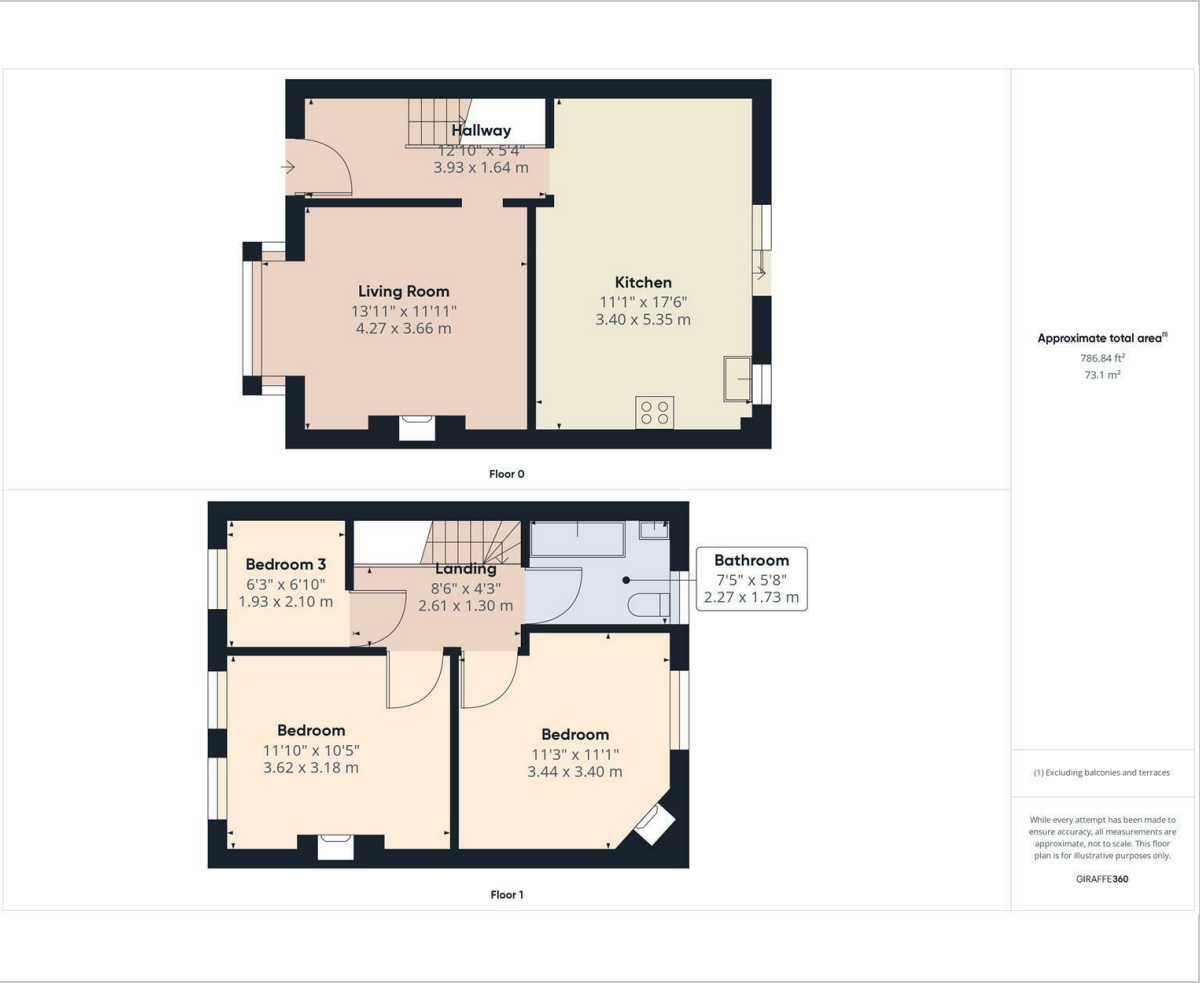 Hallway
12'10" x 5'4"
3.93 x 1.64 m
Living Room
13'11" x 11'11"
4.27 x 3.66 m
Kitchen
11'1" x 17'6"
3.40 x 5.35 m
Floor 0
Bedroom 3
6'3" x 6'10"
1.93 x 2.10 m
Landing
8'6" x 4'3"
2.61 x 1.30 m
Bathroom
7'5" x 5'8"
2.27 x 1.73 m
Bedroom
11'10" x 10'5"
3.62 x 3.18 m
Bedroom
11'3" x 11'1"
3.44 x 3.40 m
Floor 1
Approximate total area⁽¹⁾
786.84 ft²
73.1 m²
(1) Excluding balconies and terraces
While every attempt has been made to
ensure accuracy, all measurements are
approximate, not to scale. This floor
plan is for illustrative purposes only.
GIRAFFE360